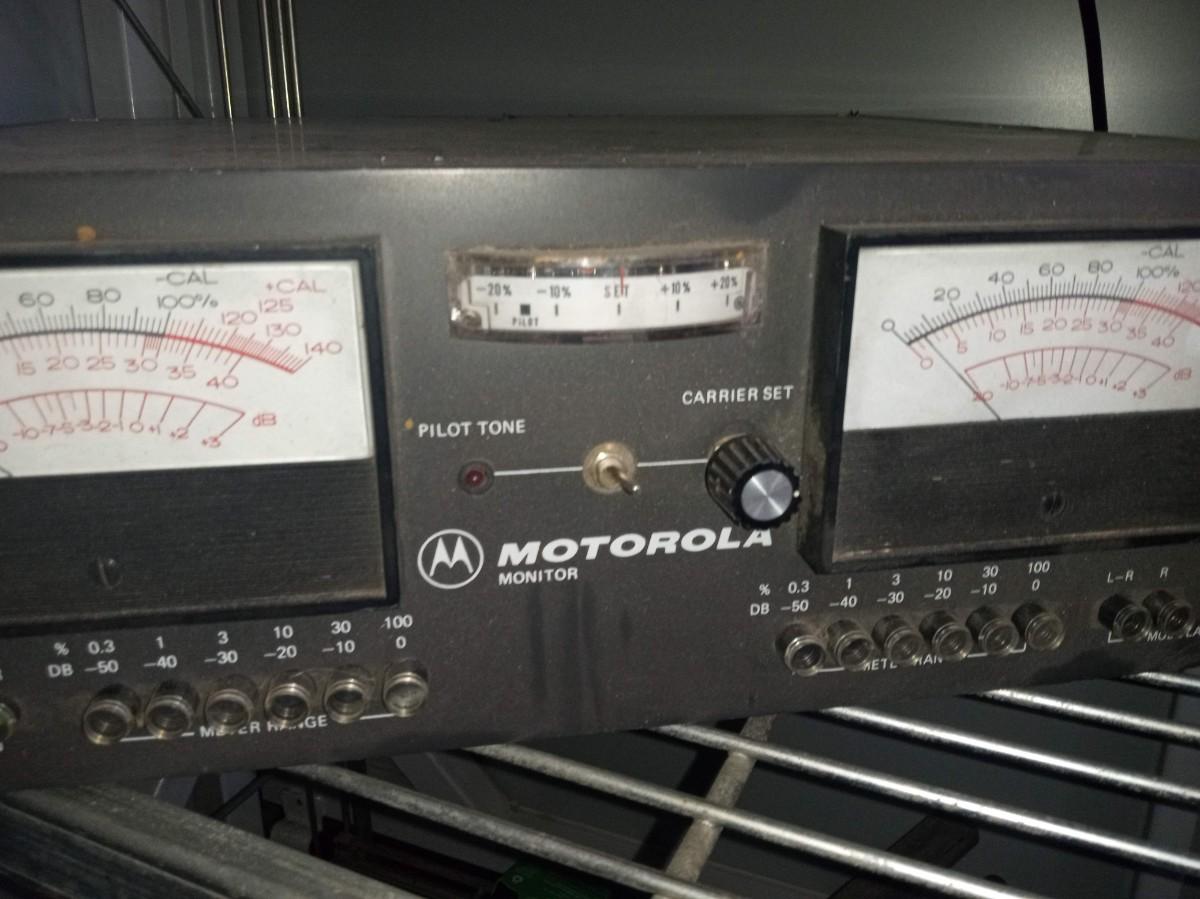 -CAL
+CAL
60 80 100% 120 125 130 140
15 20 25 30 35 40
-10 -7 -5 -3 -2 -1 0 +1 +2 +3 dB
-20% -10% SET +10% +20%
PILOT
-CAL
0 20 40 60 80 100% 120
0 5 10 15 20 25 30 35 40
20 -10 -7 -5 -3 -2 -1 0 +1 +2 +3 dB
CARRIER SET
PILOT TONE
MOTOROLA
MONITOR
% 0.3 1 3 10 30 100
DB -50 -40 -30 -20 -10 0
METER RANGE
% 0.3 1 3 10 30 100
DB -50 -40 -30 -20 -10 0
L-R R